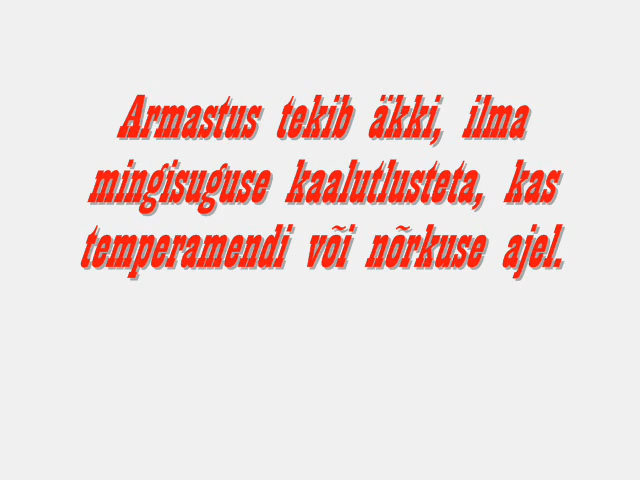 Armastus tekib äkki, ilma
mingisuguse kaalutlusteta, kas
temperamendi või nõrkuse ajel.